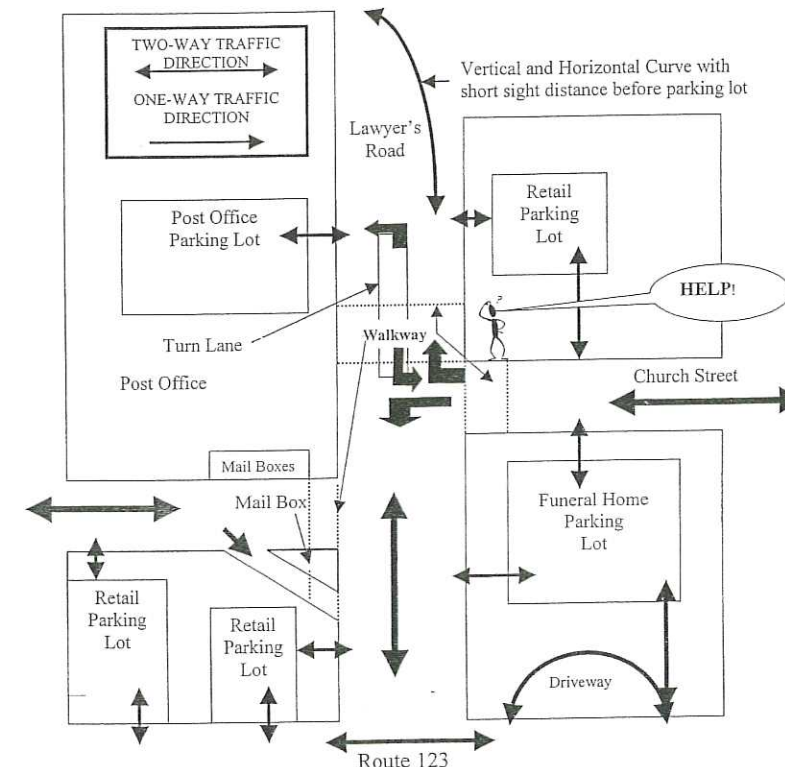 TWO-WAY TRAFFIC
DIRECTION
ONE-WAY TRAFFIC
DIRECTION
Vertical and Horizontal Curve with
short sight distance before parking lot
Lawyer's
Road
Post Office
Parking Lot
Retail
Parking
Lot
?
HELP!
Turn Lane
Walkway
Post Office
Church Street
Mail Boxes
Mail Box
Funeral Home
Parking
Lot
Retail
Parking
Lot
Retail
Parking
Lot
Driveway
Route 123